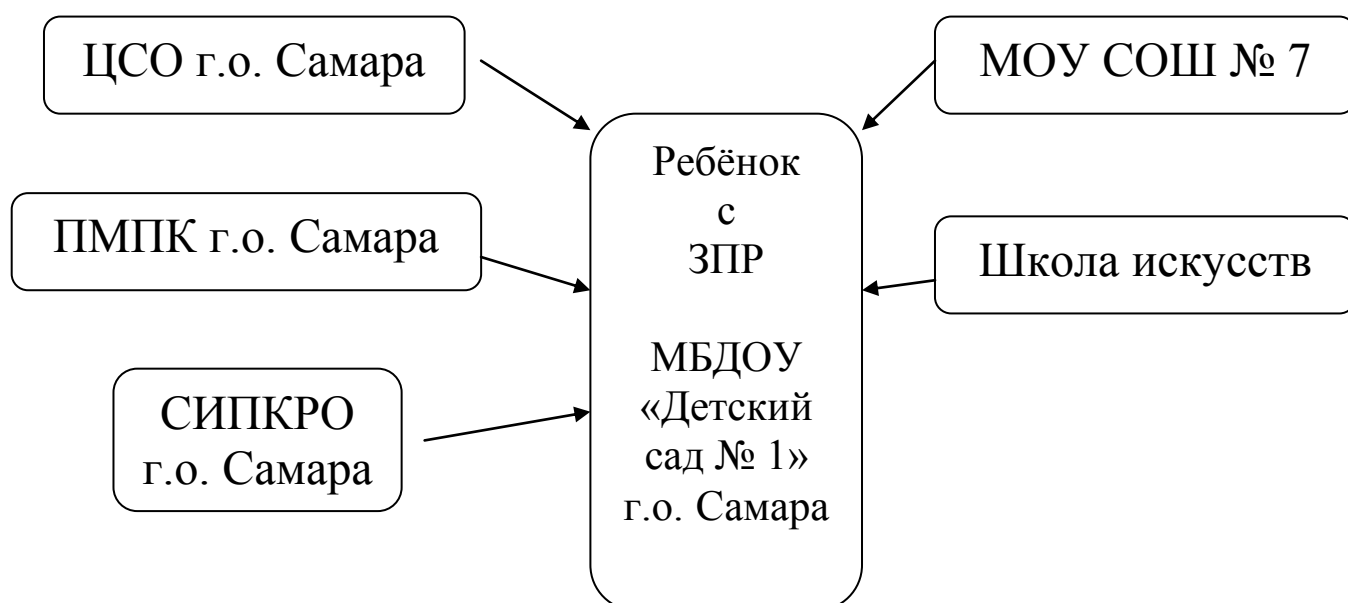 ЦСО г.о. Самара
МОУ СОШ № 7
ПМПК г.о. Самара
Школа искусств
СИПКРО
г.о. Самара
Ребёнок
с
ЗПР
МБДОУ
«Детский
сад № 1»
г.о. Самара